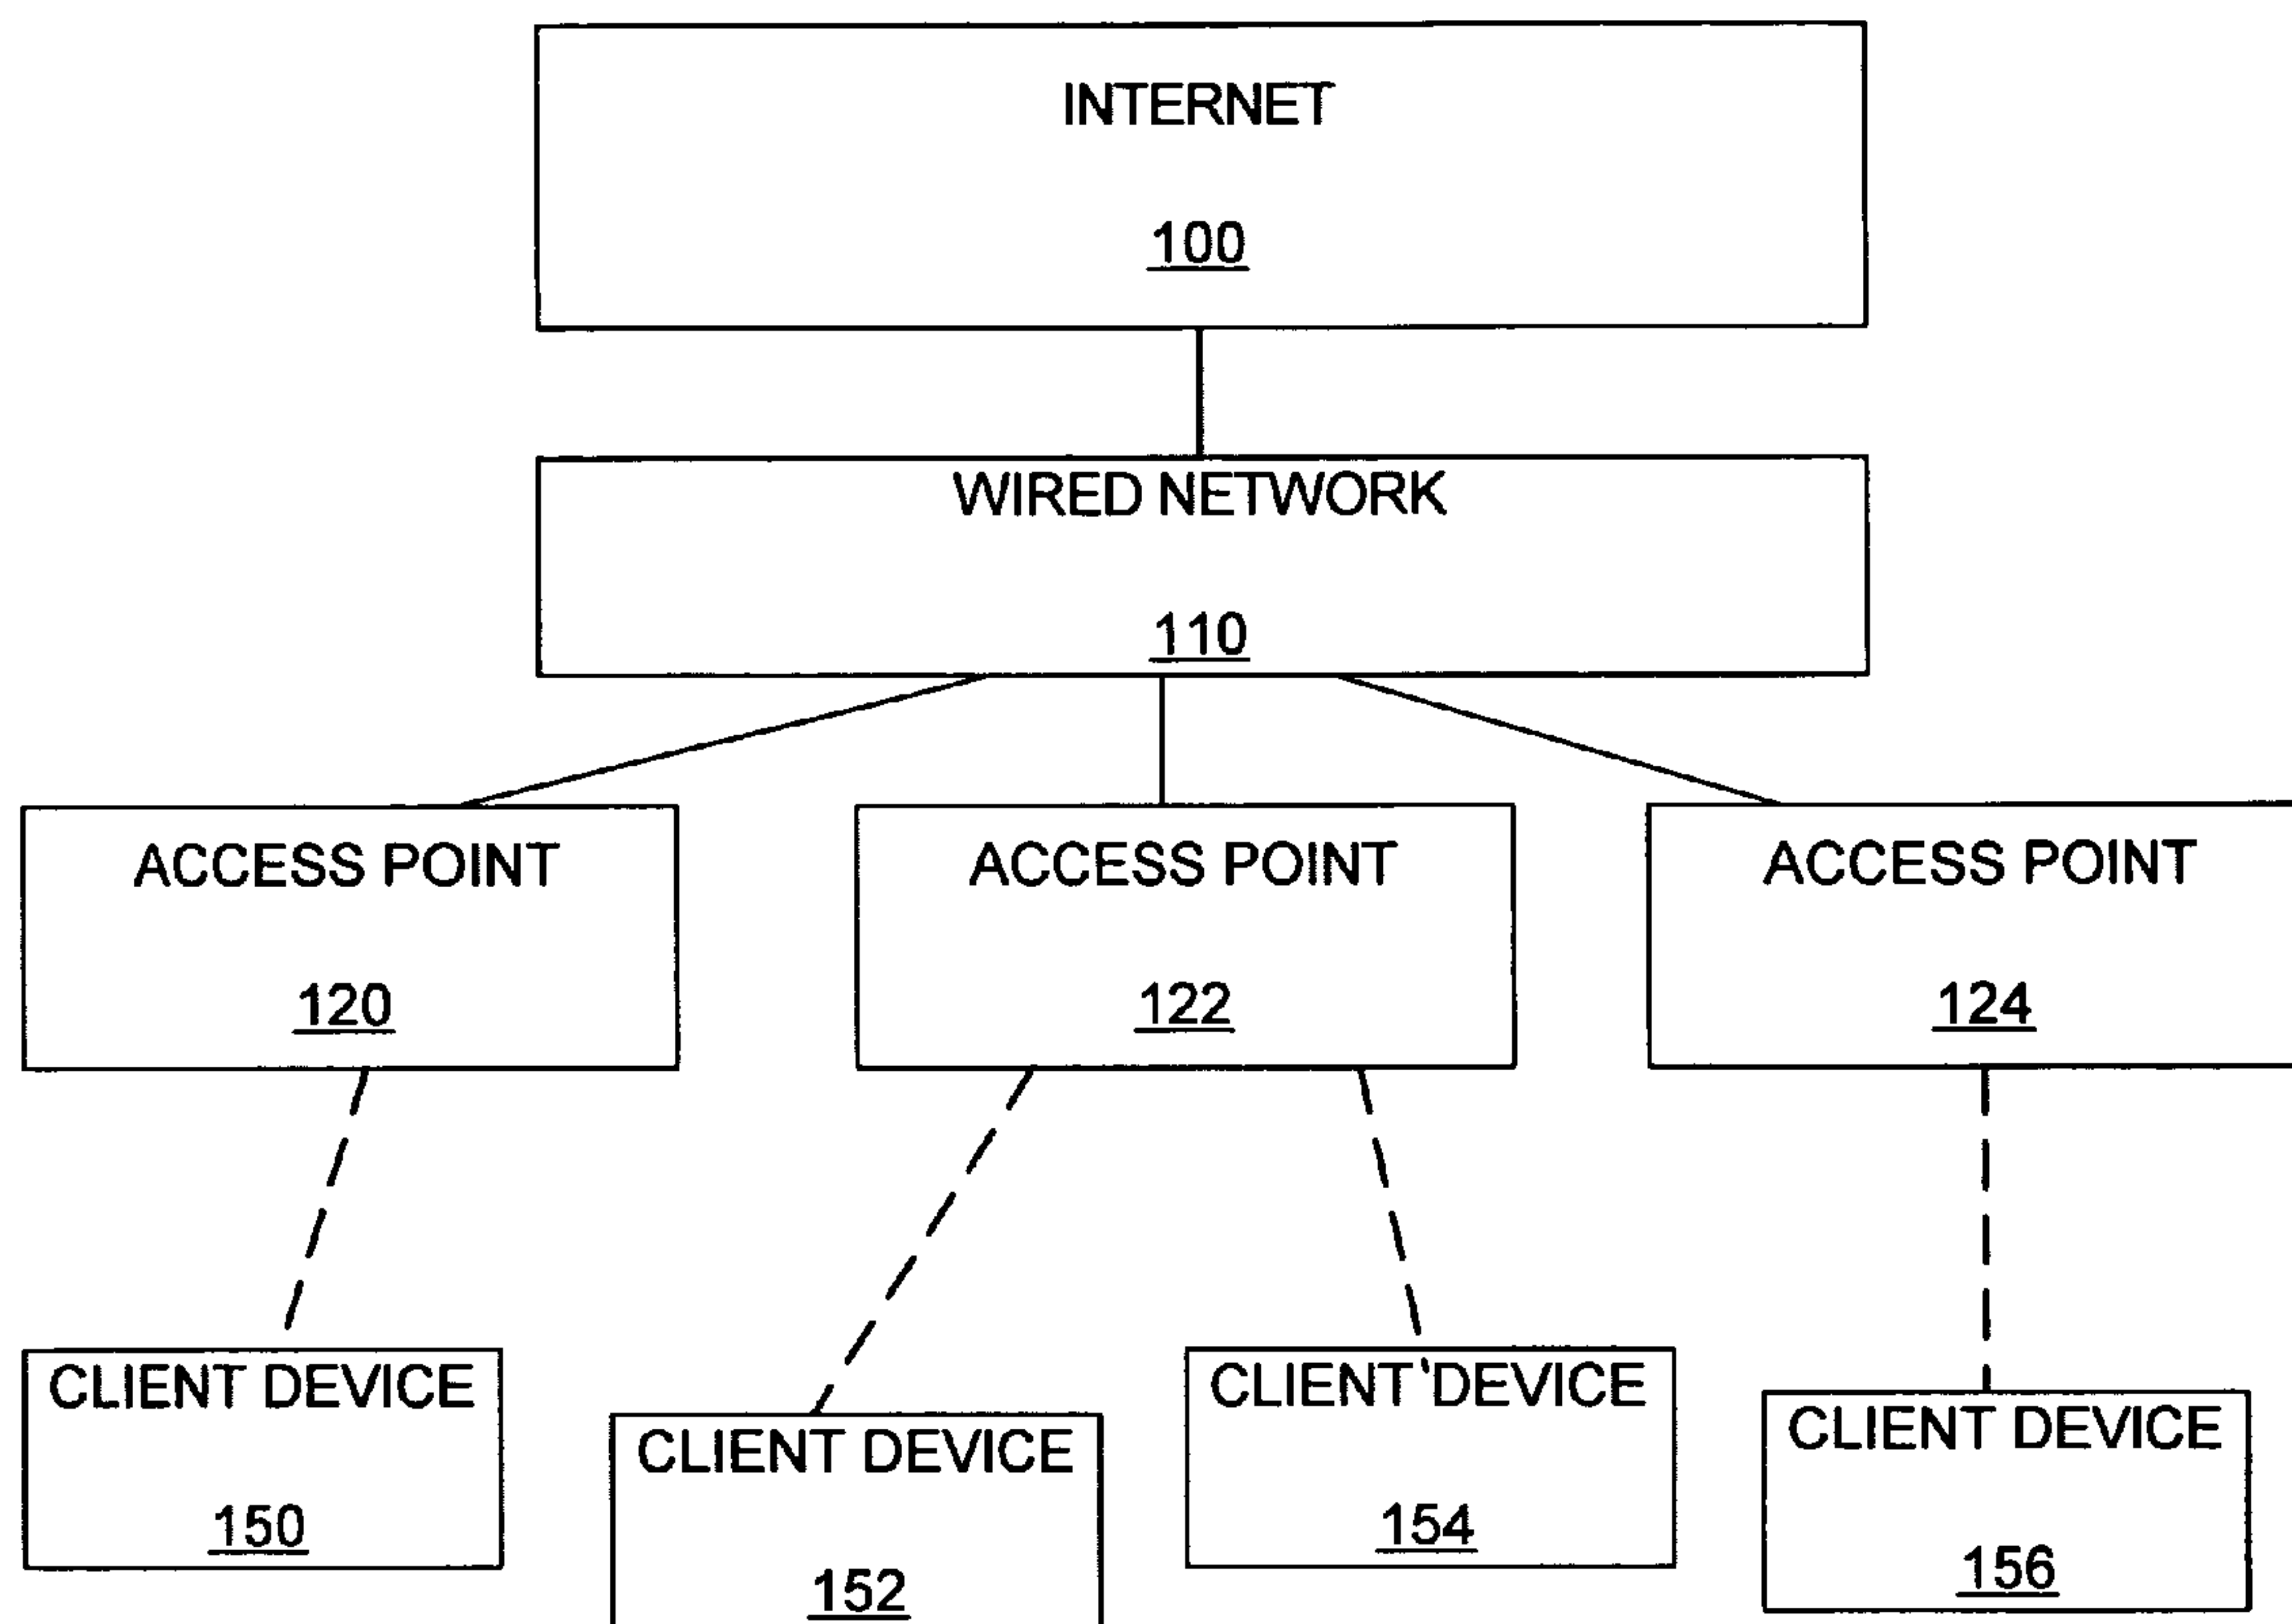 INTERNET
100
WIRED NETWORK
110
ACCESS POINT
120
ACCESS POINT
122
ACCESS POINT
124
CLIENT DEVICE
150
CLIENT DEVICE
152
CLIENT DEVICE
154
CLIENT DEVICE
156